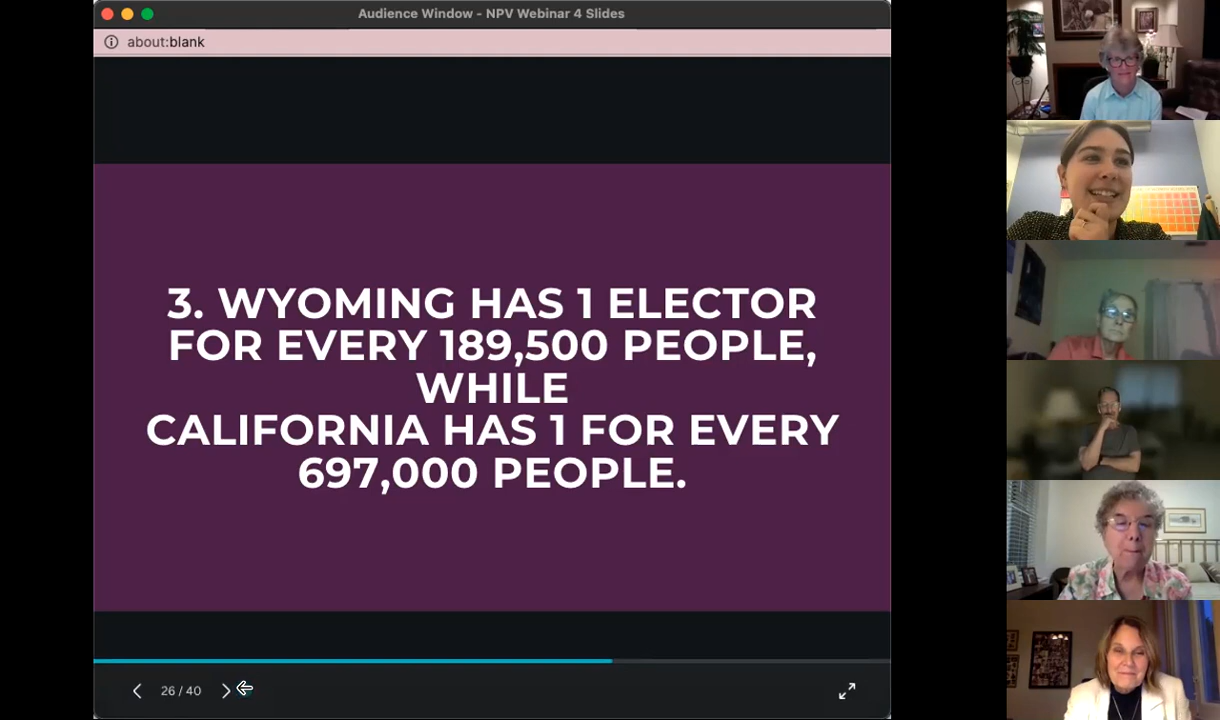 Audience Window - NPV Webinar 4 Slides
about:blank
3. WYOMING HAS 1 ELECTOR
FOR EVERY 189,500 PEOPLE,
WHILE
CALIFORNIA HAS 1 FOR EVERY
697,000 PEOPLE.
26 / 40